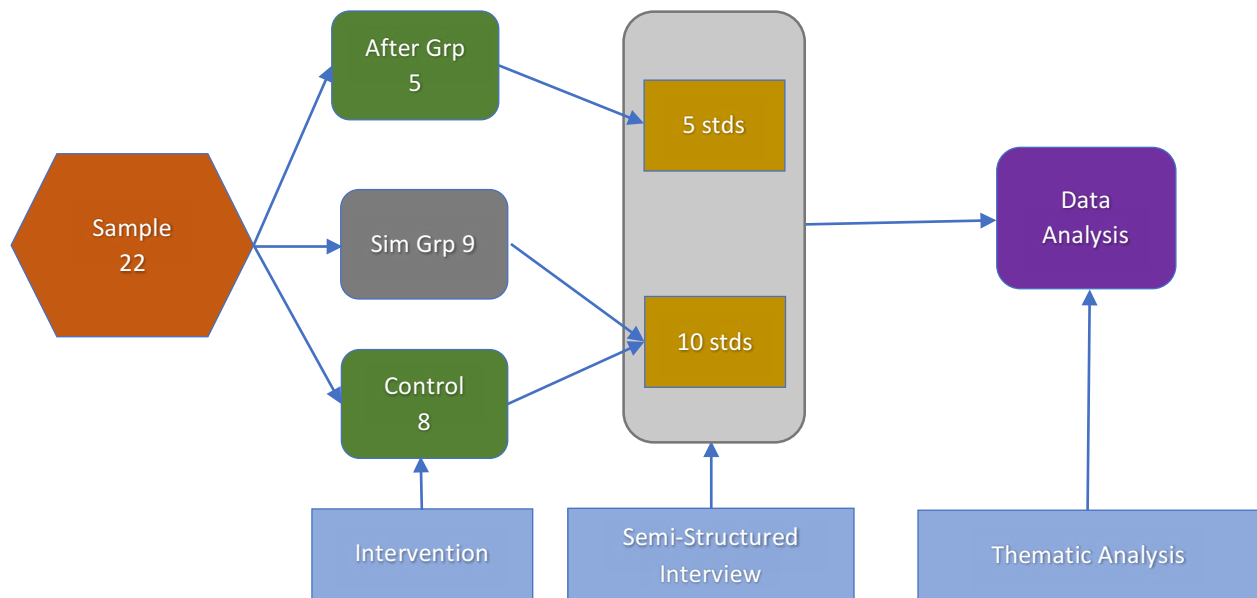 After Grp
5
5 stds
Sample
22
Sim Grp 9
Data
Analysis
10 stds
Control
8
Intervention
Semi-Structured
Interview
Thematic Analysis